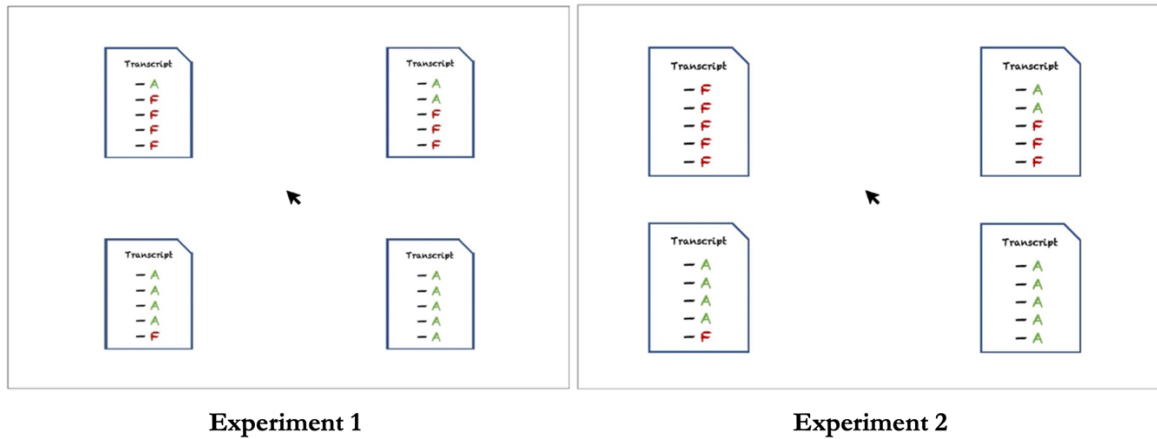 Transcript
– A
– F
– F
– F
– F
Transcript
– A
– A
– F
– F
– F
Transcript
– A
– A
– A
– A
– F
Transcript
– A
– A
– A
– A
– A
Experiment 1
Transcript
– F
– F
– F
– F
– F
Transcript
– A
– A
– F
– F
– F
Transcript
– A
– A
– A
– A
– F
Transcript
– A
– A
– A
– A
– A
Experiment 2